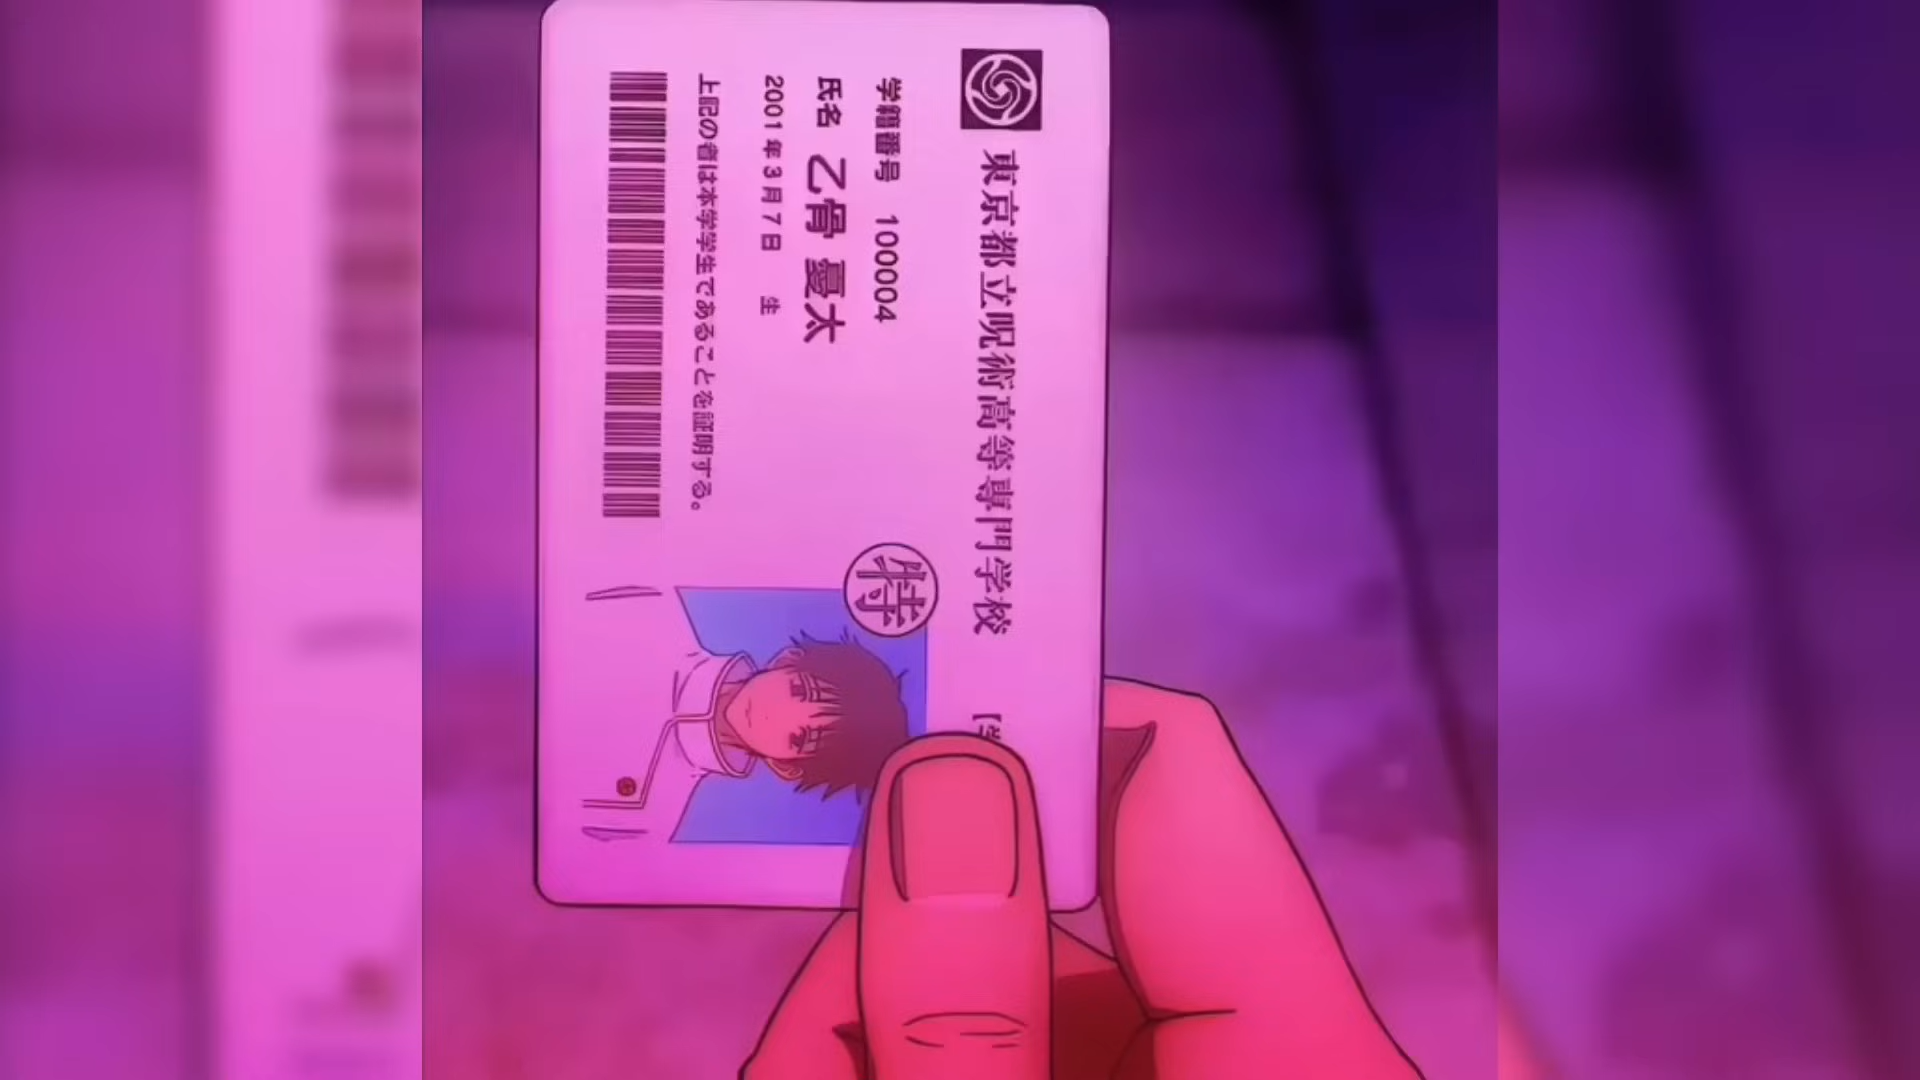 東京都立呪術高等専門学校
学籍番号 100004
氏名 乙骨 憂太
2001年3月7日 生
上記の者は本学学生であることを証明する。
特